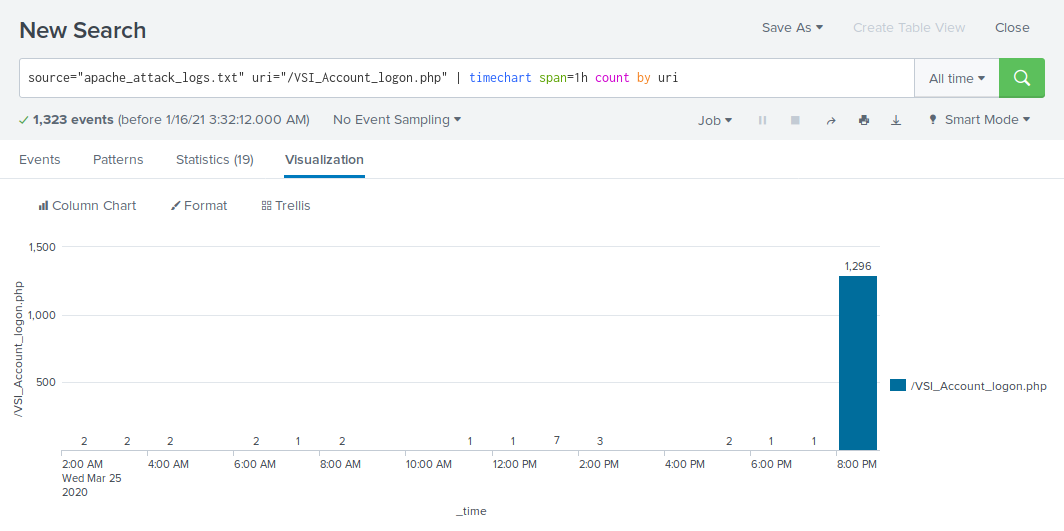 New Search
Save As
Create Table View
Close
source="apache_attack_logs.txt" uri="/VSI_Account_logon.php" | timechart span=1h count by uri
All time
1,323 events (before 1/16/21 3:32:12.000 AM)
No Event Sampling
Job
Smart Mode
Events
Patterns
Statistics (19)
Visualization
Column Chart
Format
Trellis
/VSI_Account_logon.php
1,500
1,000
500
2 2 2 2 1 2 1 1 7 3 2 1 1 1,296
2:00 AM 4:00 AM 6:00 AM 8:00 AM 10:00 AM 12:00 PM 2:00 PM 4:00 PM 6:00 PM 8:00 PM
Wed Mar 25
2020
_time
/VSI_Account_logon.php